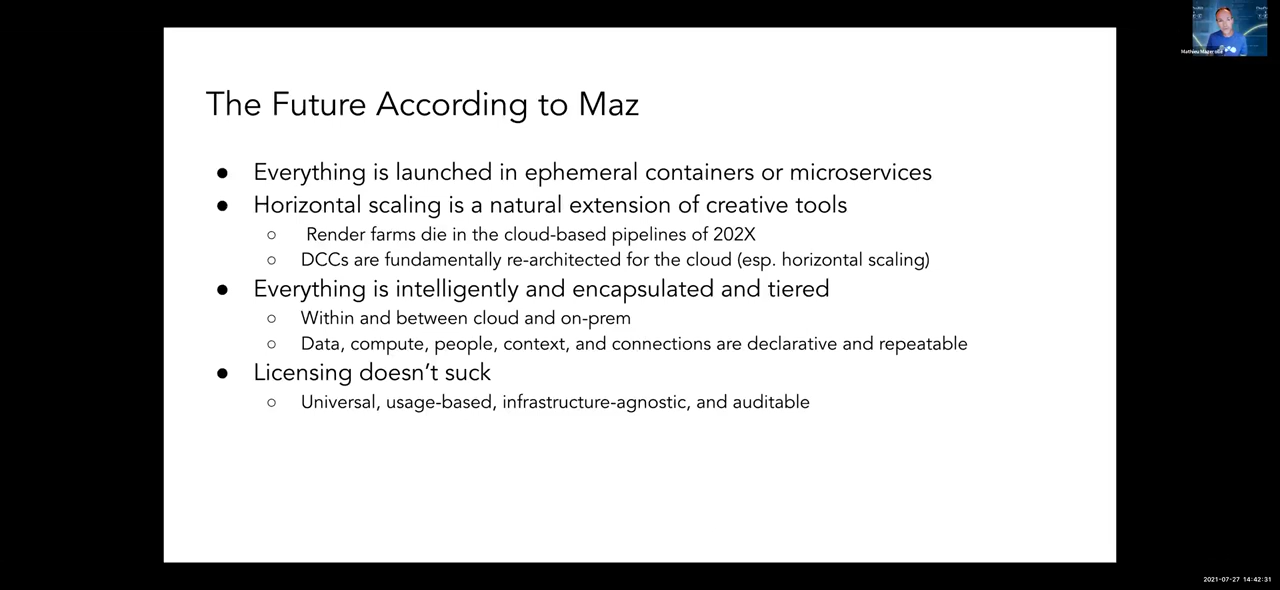 The Future According to Maz
● Everything is launched in ephemeral containers or microservices
● Horizontal scaling is a natural extension of creative tools
○ Render farms die in the cloud-based pipelines of 202X
○ DCCs are fundamentally re-architected for the cloud (esp. horizontal scaling)
● Everything is intelligently and encapsulated and tiered
○ Within and between cloud and on-prem
○ Data, compute, people, context, and connections are declarative and repeatable
● Licensing doesn’t suck
○ Universal, usage-based, infrastructure-agnostic, and auditable
Mathieu
2021-07-27 14:42:31